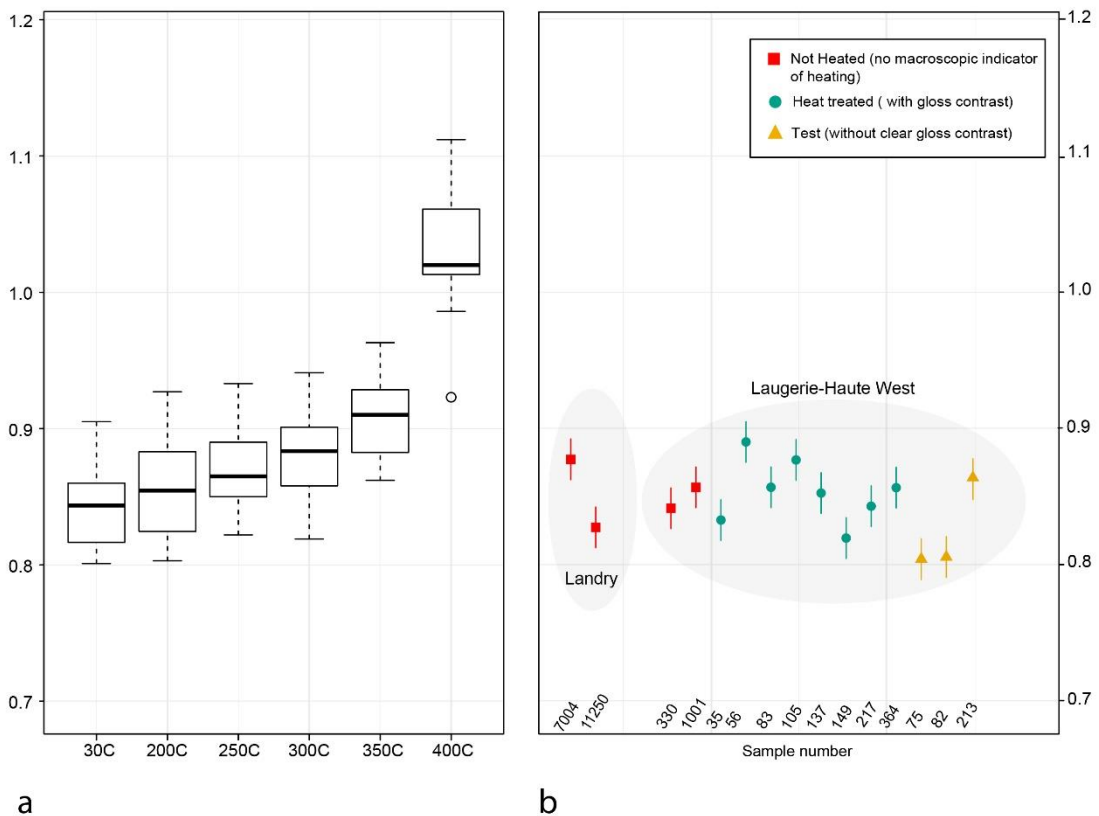 1.2
1.1
1.0
0.9
0.8
0.7
30C 200C 250C 300C 350C 400C
a
Not Heated (no macroscopic indicator
of heating)
Heat treated ( with gloss contrast)
Test (without clear gloss contrast)
Laugerie-Haute West
Landry
1.2
1.1
1.0
0.9
0.8
0.7
7004 11250 330 1001 35 56 83 105 137 149 217 364 75 82 213
Sample number
b